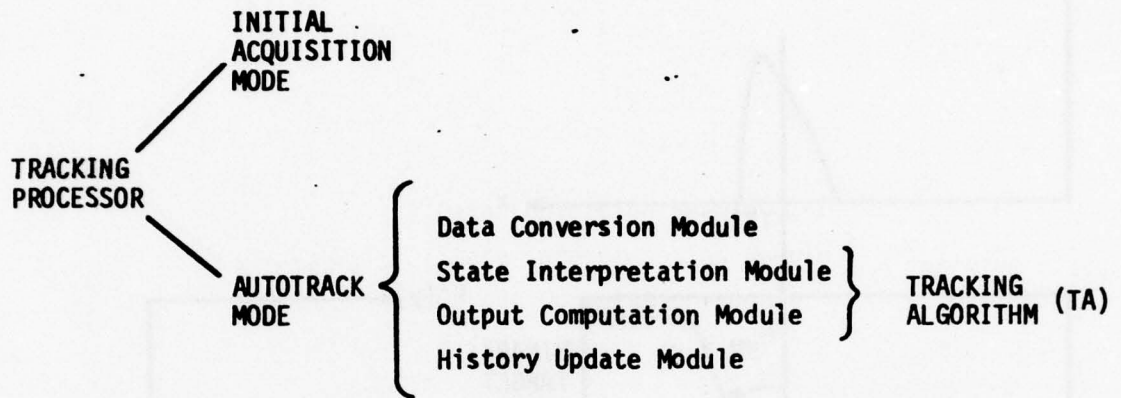 INITIAL
ACQUISITION
MODE
TRACKING
PROCESSOR
AUTOTRACK
MODE
Data Conversion Module
State Interpretation Module
Output Computation Module
History Update Module
TRACKING
ALGORITHM (TA)